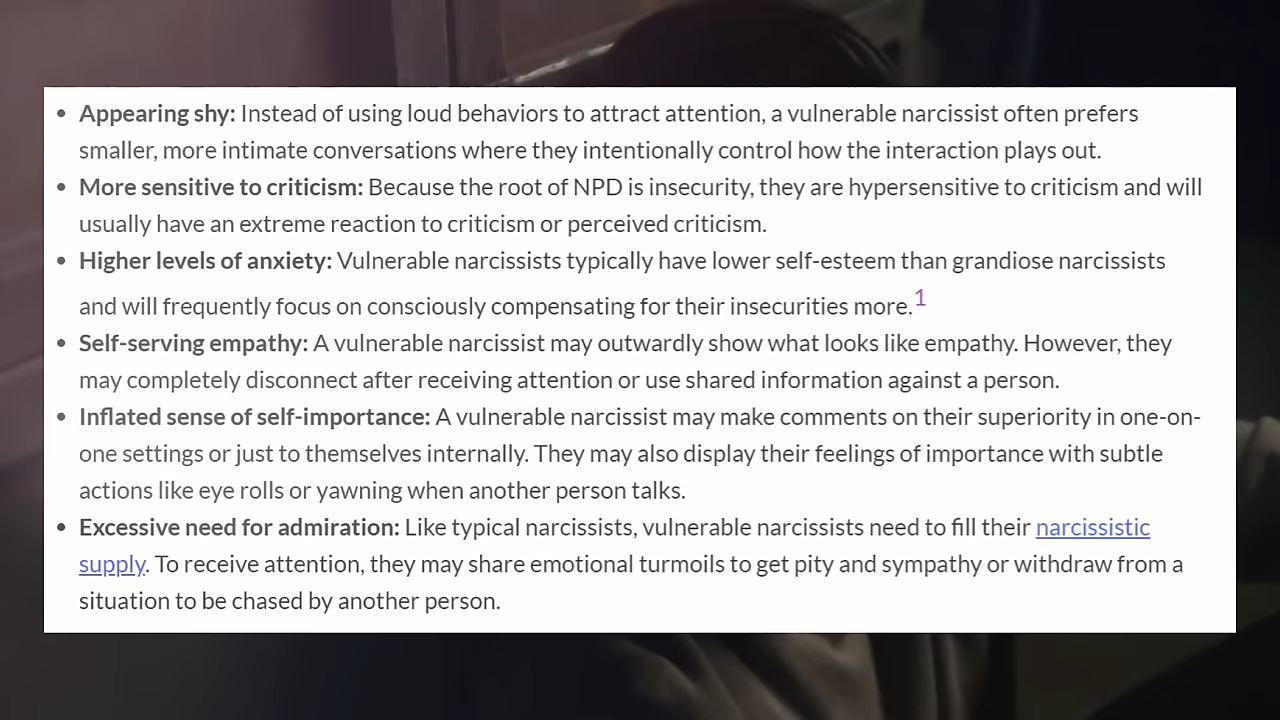 • Appearing shy: Instead of using loud behaviors to attract attention, a vulnerable narcissist often prefers
smaller, more intimate conversations where they intentionally control how the interaction plays out.
• More sensitive to criticism: Because the root of NPD is insecurity, they are hypersensitive to criticism and will
usually have an extreme reaction to criticism or perceived criticism.
• Higher levels of anxiety: Vulnerable narcissists typically have lower self-esteem than grandiose narcissists
and will frequently focus on consciously compensating for their insecurities more.1
• Self-serving empathy: A vulnerable narcissist may outwardly show what looks like empathy. However, they
may completely disconnect after receiving attention or use shared information against a person.
• Inflated sense of self-importance: A vulnerable narcissist may make comments on their superiority in one-on-
one settings or just to themselves internally. They may also display their feelings of importance with subtle
actions like eye rolls or yawning when another person talks.
• Excessive need for admiration: Like typical narcissists, vulnerable narcissists need to fill their narcissistic
supply. To receive attention, they may share emotional turmoils to get pity and sympathy or withdraw from a
situation to be chased by another person.